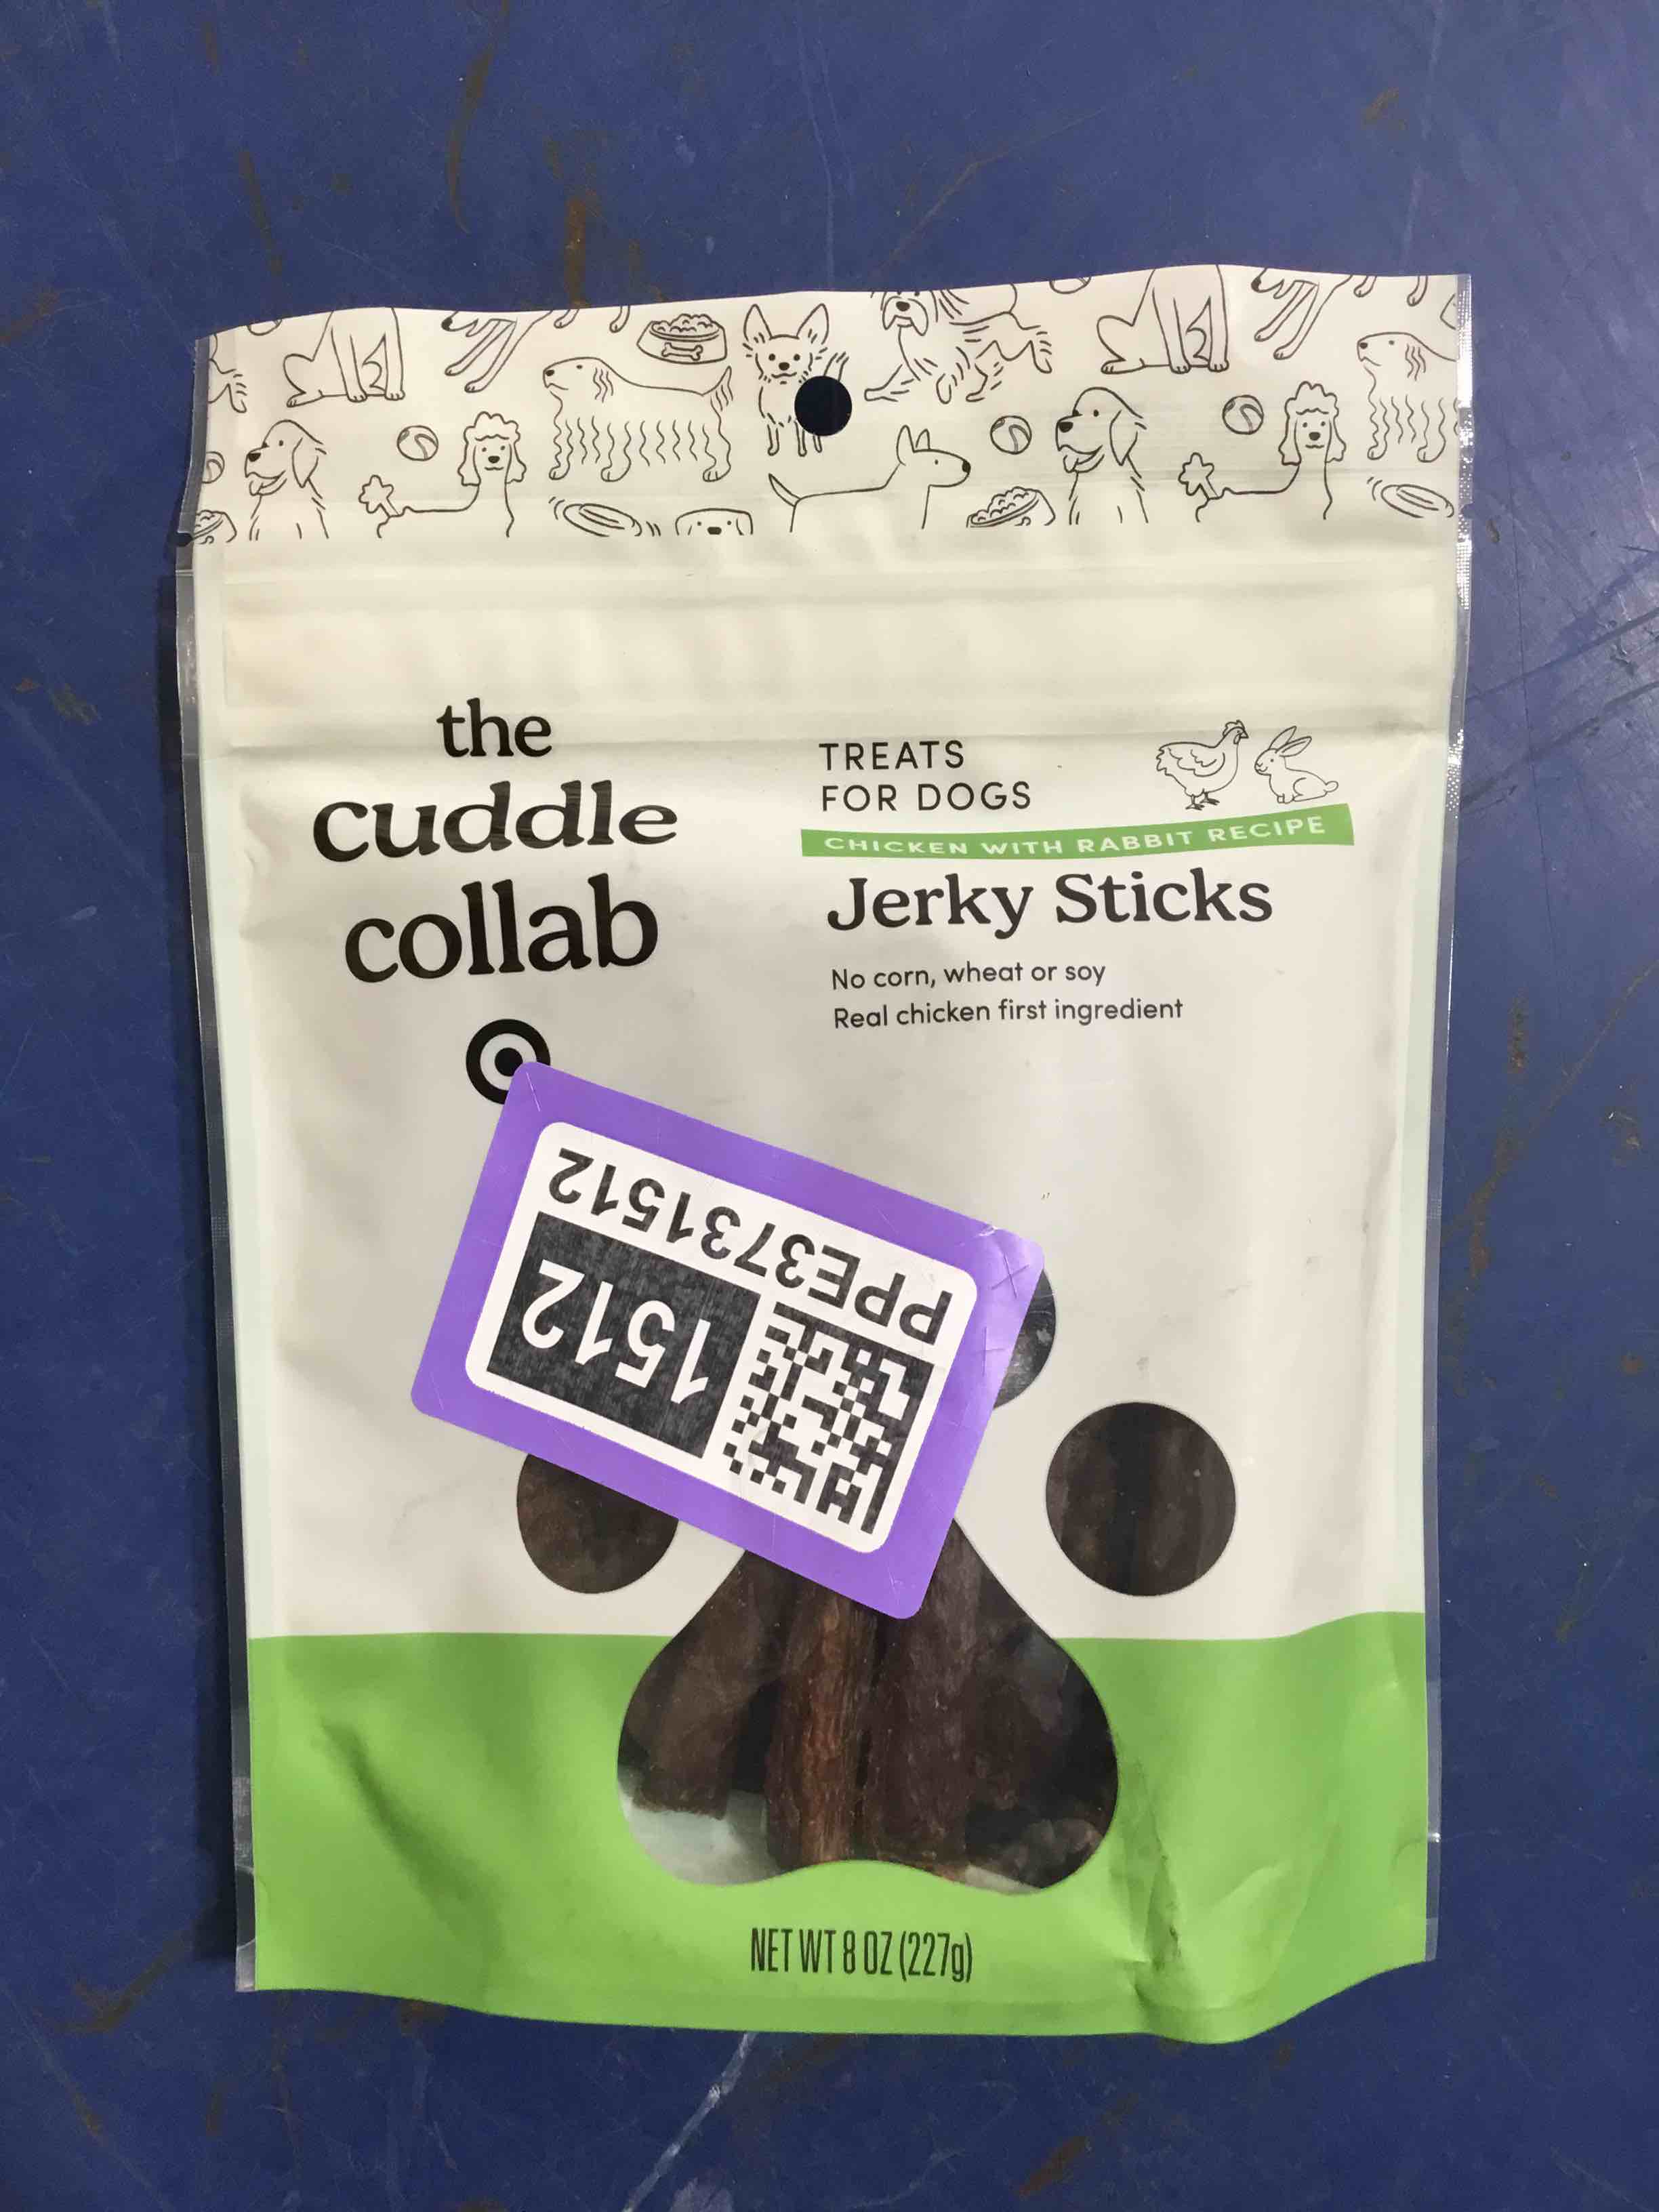 the
cuddle
collab
TREATS
FOR DOGS
CHICKEN WITH RABBIT RECIPE
Jerky Sticks
No corn, wheat or soy
Real chicken first ingredient
PPE3731512
1512
NET WT 8 OZ (227g)